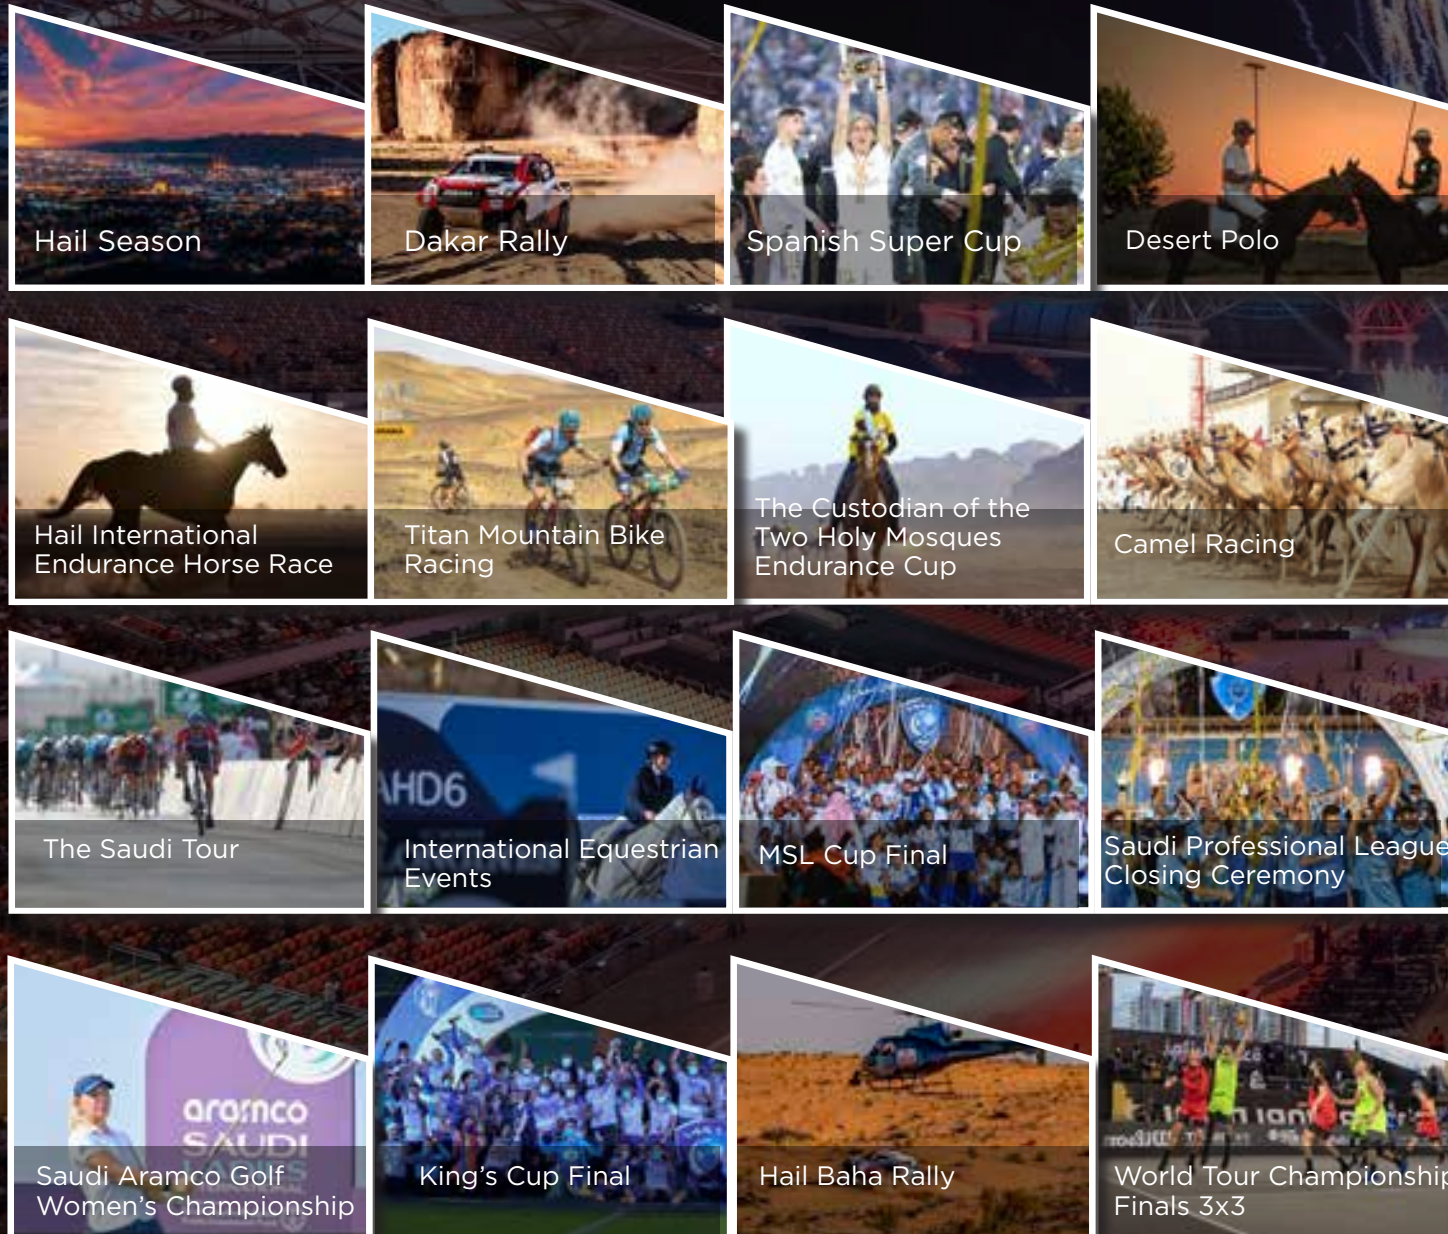 Hail Season
Dakar Rally
Spanish Super Cup
Desert Polo
Hail International
Endurance Horse Race
Titan Mountain Bike
Racing
The Custodian of the
Two Holy Mosques
Endurance Cup
Camel Racing
The Saudi Tour
AHD6
International Equestrian
Events
MSL Cup Final
Saudi Professional League
Closing Ceremony
aramco
SAUDI
Saudi Aramco Golf
Women's Championship
King's Cup Final
Hail Baha Rally
World Tour Championship
Finals 3x3